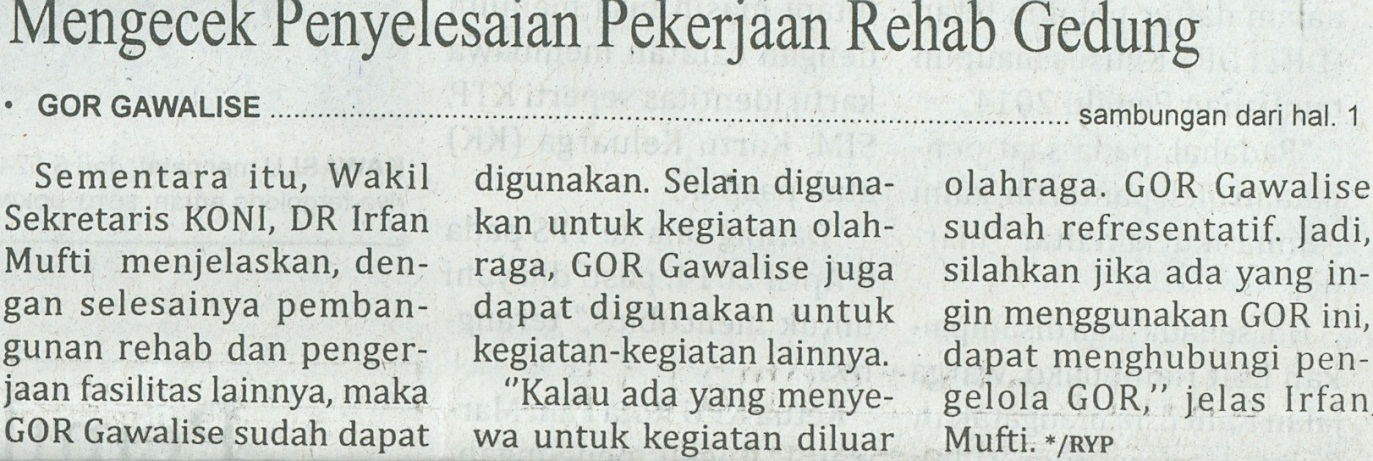 Mengecek Penyelesaian Pekerjaan Rehab Gedung
• GOR GAWALISE ........................................................................................................ sambungan dari hal. 1
Sementara itu, Wakil
Sekretaris KONI, DR Irfan
Mufti menjelaskan, den-
gan selesainya pemban-
gunan rehab dan penger-
jaan fasilitas lainnya, maka
GOR Gawalise sudah dapat
digunakan. Selain diguna-
kan untuk kegiatan olah-
raga, GOR Gawalise juga
dapat digunakan untuk
kegiatan-kegiatan lainnya.
"Kalau ada yang menye-
wa untuk kegiatan diluar
olahraga. GOR Gawalise
sudah refresentatif. Jadi,
silahkan jika ada yang in-
gin menggunakan GOR ini,
dapat menghubungi pen-
gelola GOR," jelas Irfan
Mufti. */RYP